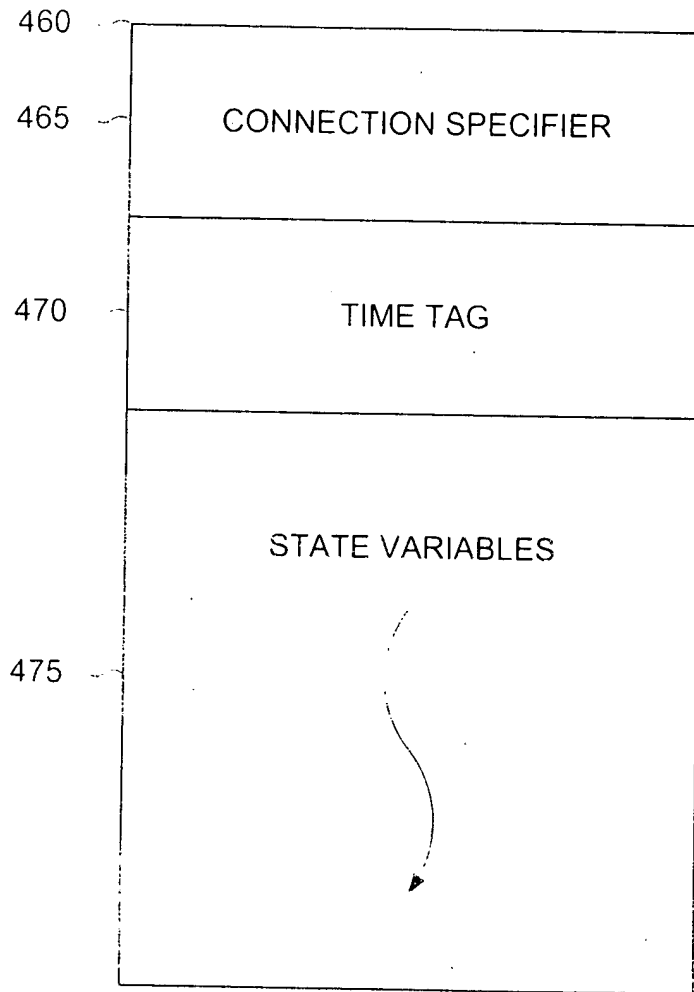 460
465 CONNECTION SPECIFIER
470 TIME TAG
STATE VARIABLES
475